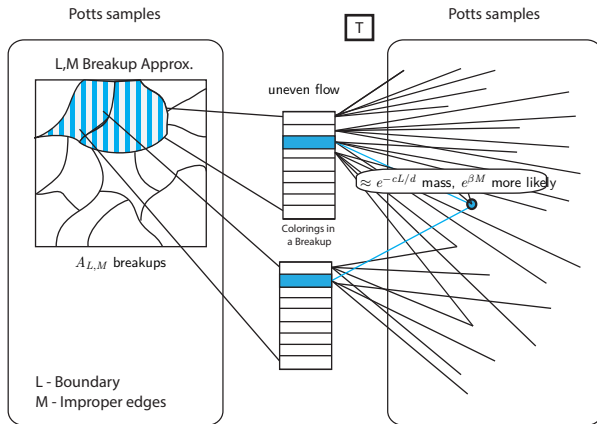 Potts samples
Potts samples
T
L,M Breakup Approx.
uneven flow
≈ e^{-cL/d} mass, e^{βM} more likely
Colorings in
a Breakup
A_{L,M} breakups
L - Boundary
M - Improper edges